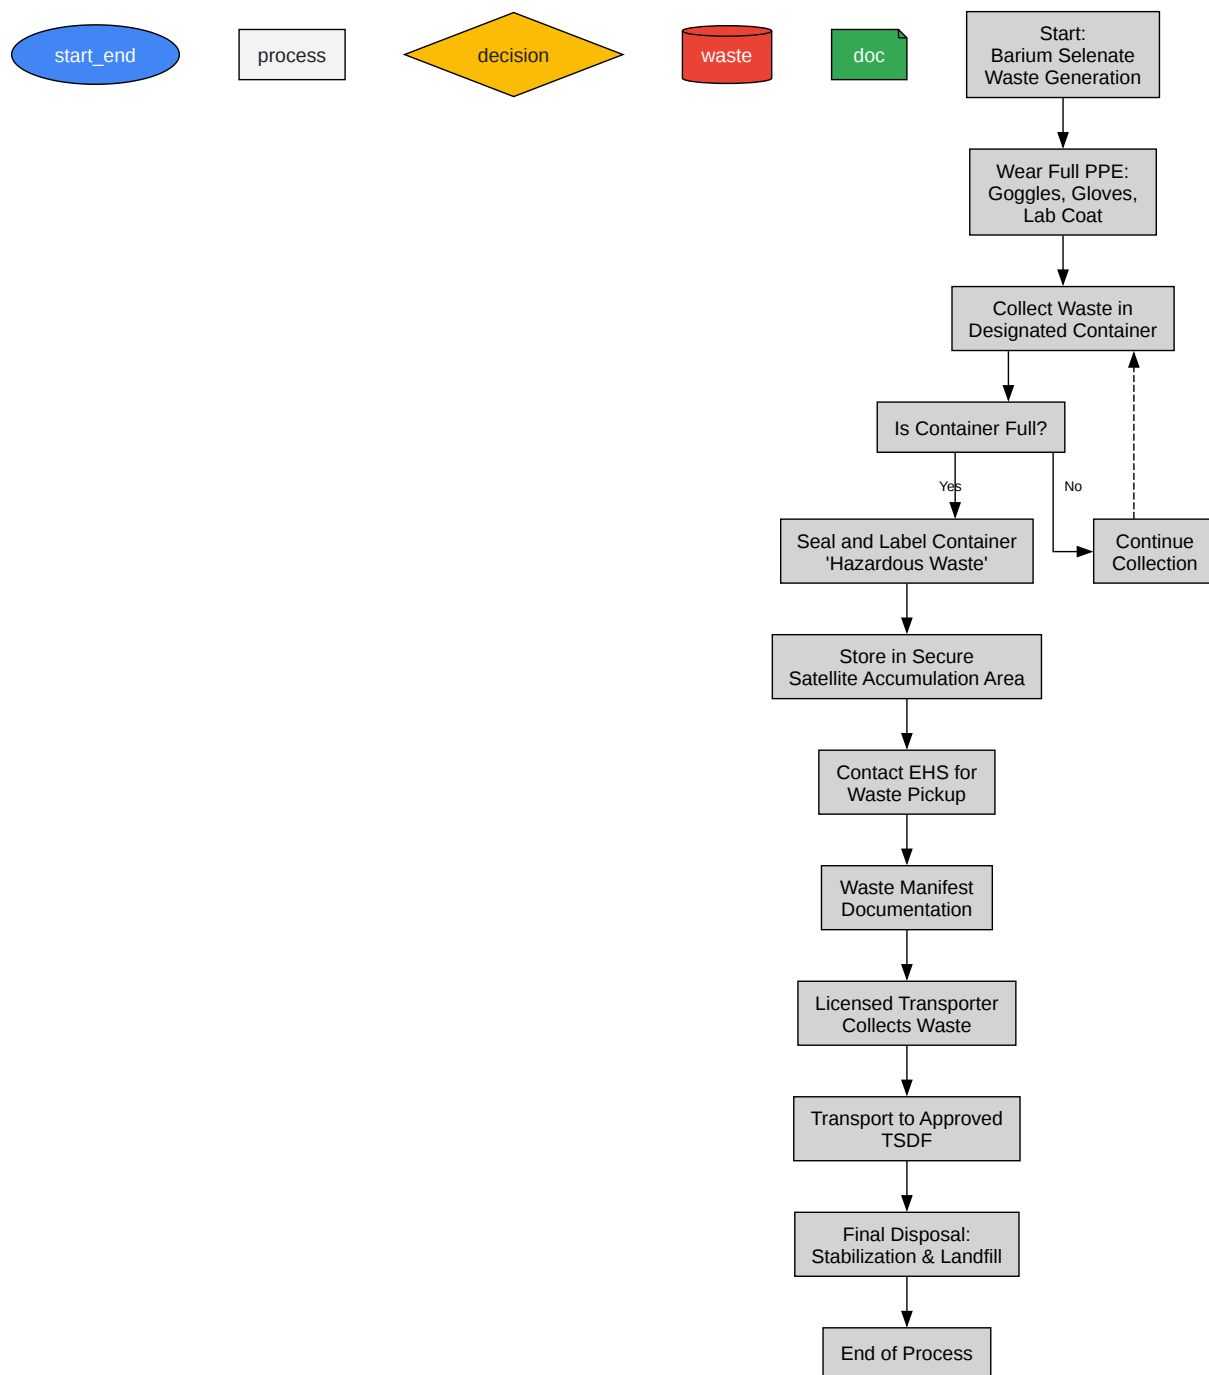 start_end
process
decision
waste
doc
Start:
Barium Selenate
Waste Generation
Wear Full PPE:
Goggles, Gloves,
Lab Coat
Collect Waste in
Designated Container
Is Container Full?
Yes
No
Seal and Label Container
'Hazardous Waste'
Continue
Collection
Store in Secure
Satellite Accumulation Area
Contact EHS for
Waste Pickup
Waste Manifest
Documentation
Licensed Transporter
Collects Waste
Transport to Approved
TSDF
Final Disposal:
Stabilization & Landfill
End of Process